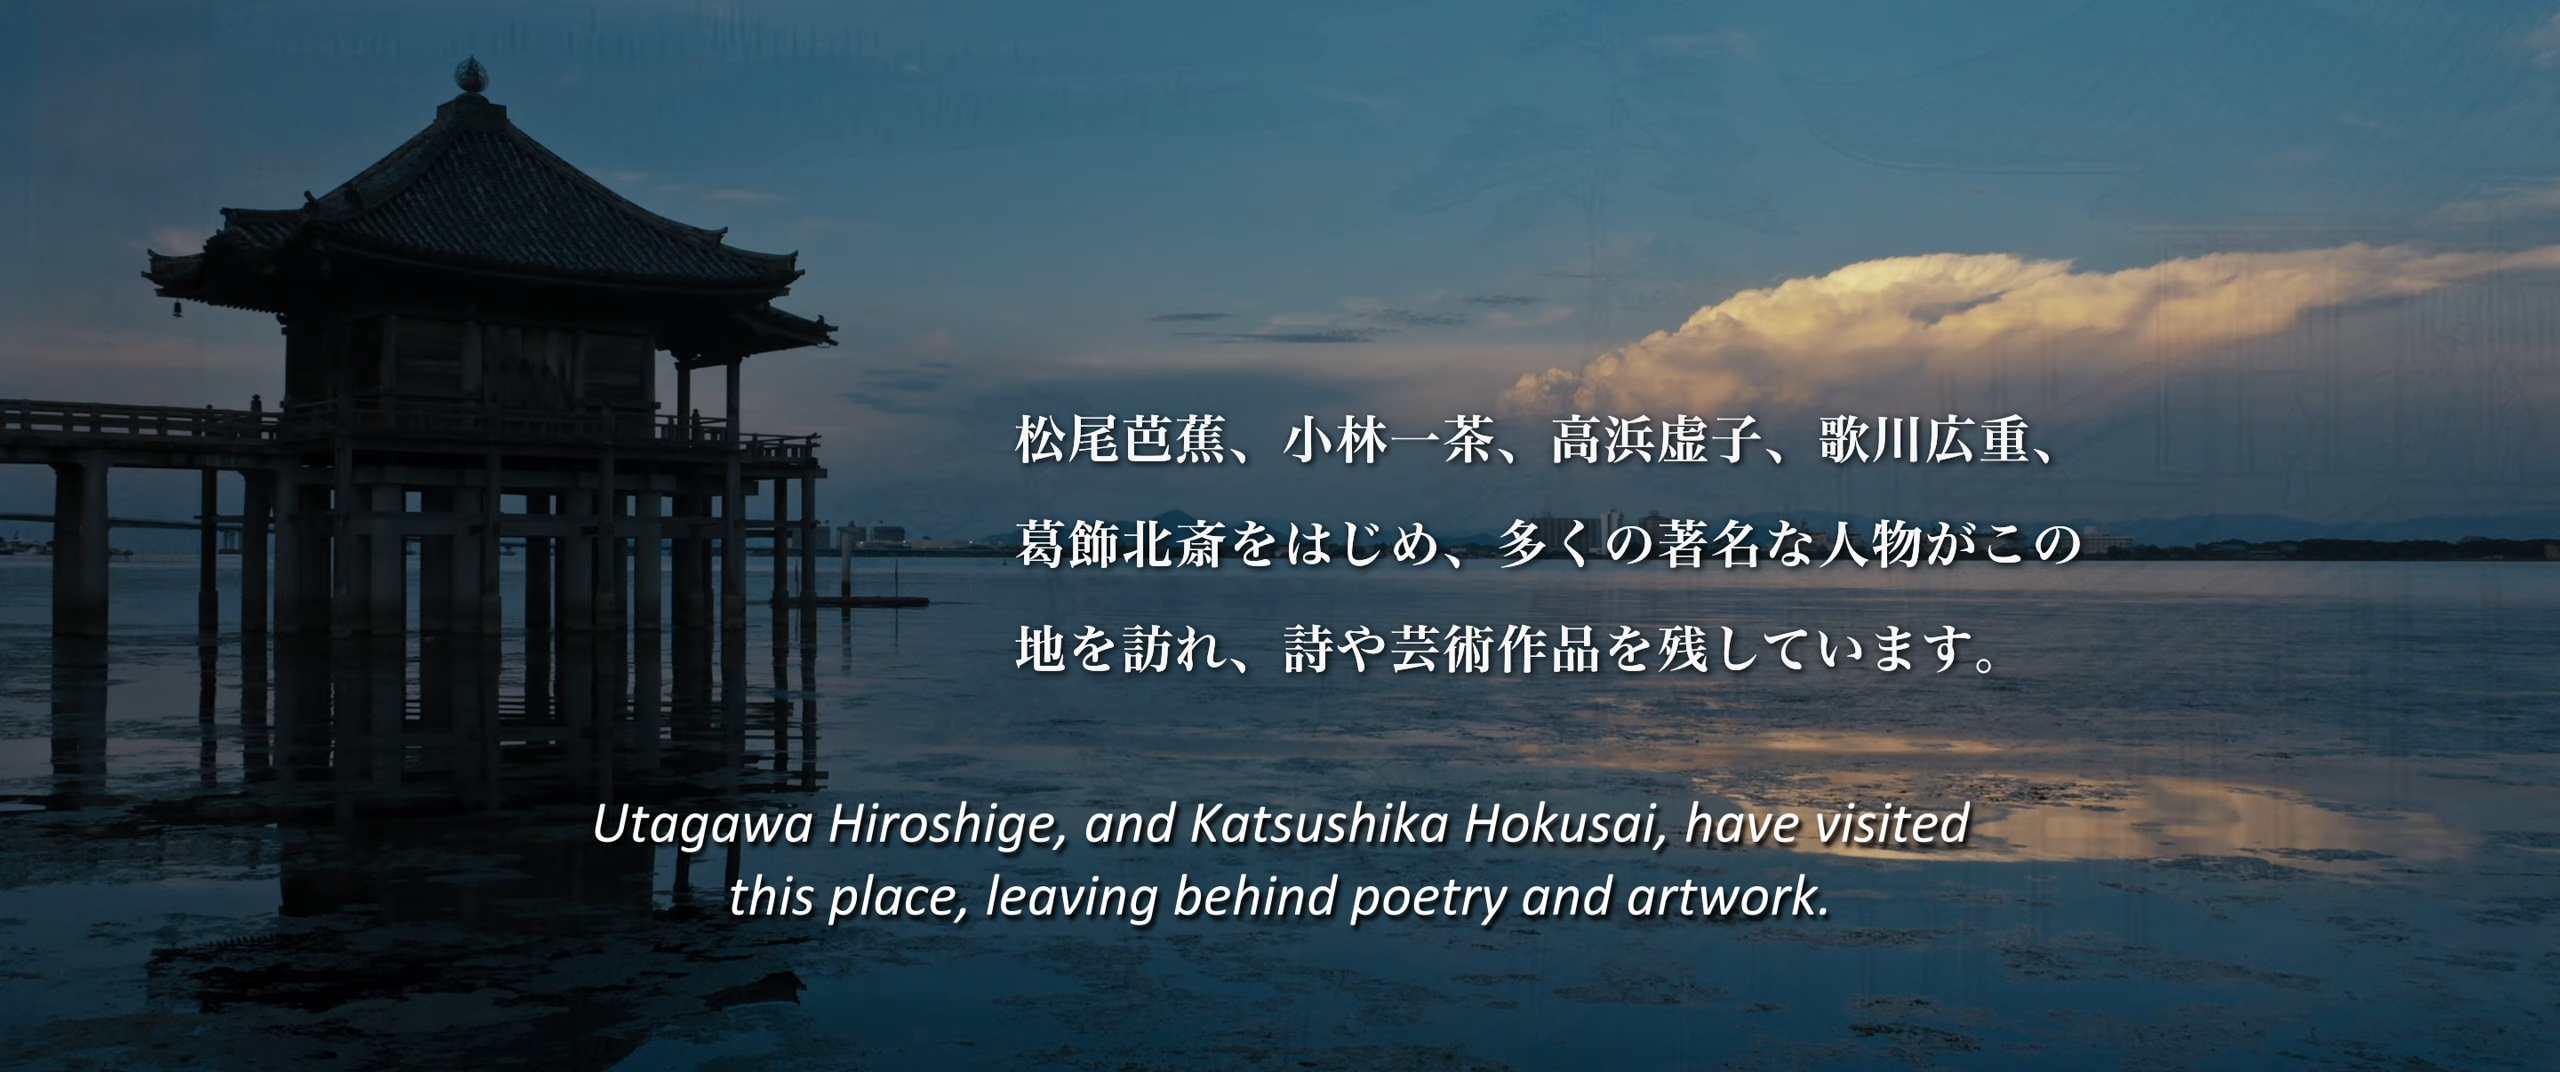 松尾芭蕉、小林一茶、高浜虚子、歌川広重、
葛飾北斎をはじめ、多くの著名な人物がこの
地を訪れ、詩や芸術作品を残しています。
Utagawa Hiroshige, and Katsushika Hokusai, have visited
this place, leaving behind poetry and artwork.